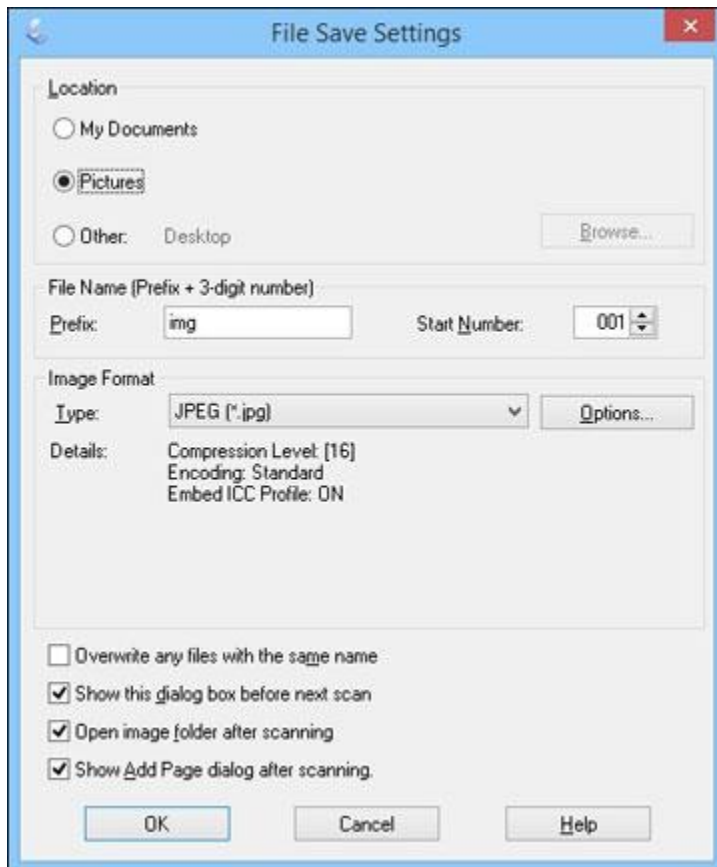 File Save Settings
Location
My Documents
Pictures
Other: Desktop Browse...
File Name (Prefix + 3-digit number)
Prefix: img Start Number: 001
Image Format
Type: JPEG (*.jpg) Options...
Details: Compression Level: [16]
Encoding: Standard
Embed ICC Profile: ON
Overwrite any files with the same name
Show this dialog box before next scan
Open image folder after scanning
Show Add Page dialog after scanning.
OK Cancel Help